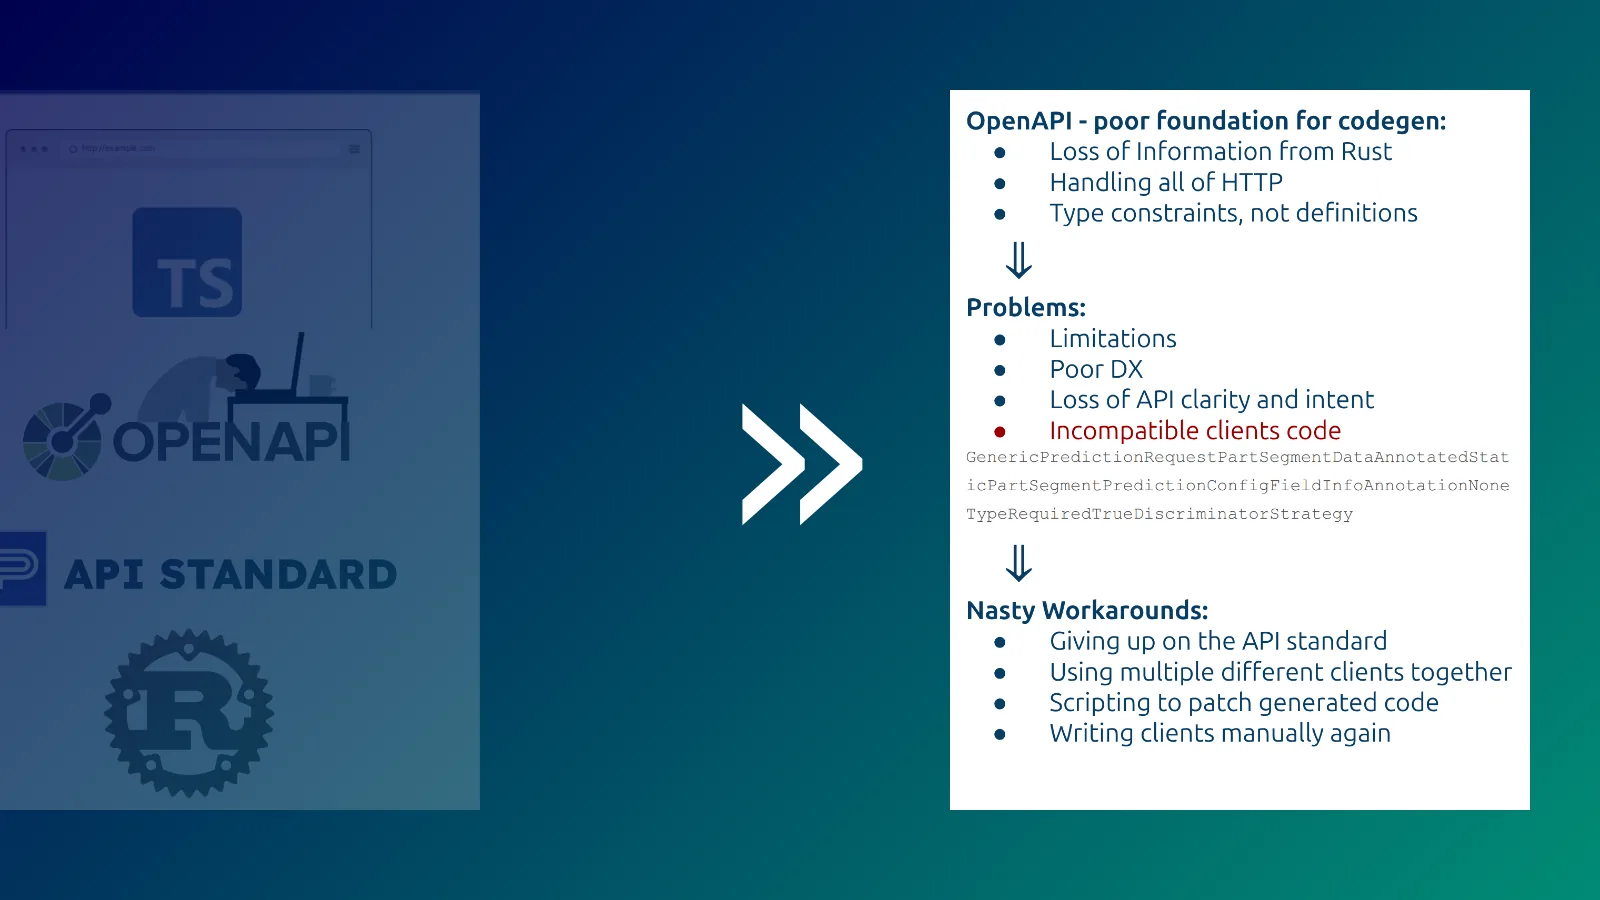 http://example.com
TS
OPENAPI
API STANDARD
R
OpenAPI - poor foundation for codegen:
● Loss of Information from Rust
● Handling all of HTTP
● Type constraints, not definitions
⇓
Problems:
● Limitations
● Poor DX
● Loss of API clarity and intent
● Incompatible clients code
GenericPredictionRequestPartSegmentDataAnnotatedStat
icPartSegmentPredictionConfigFieldInfoAnnotationNone
TypeRequiredTrueDiscriminatorStrategy
⇓
Nasty Workarounds:
● Giving up on the API standard
● Using multiple different clients together
● Scripting to patch generated code
● Writing clients manually again